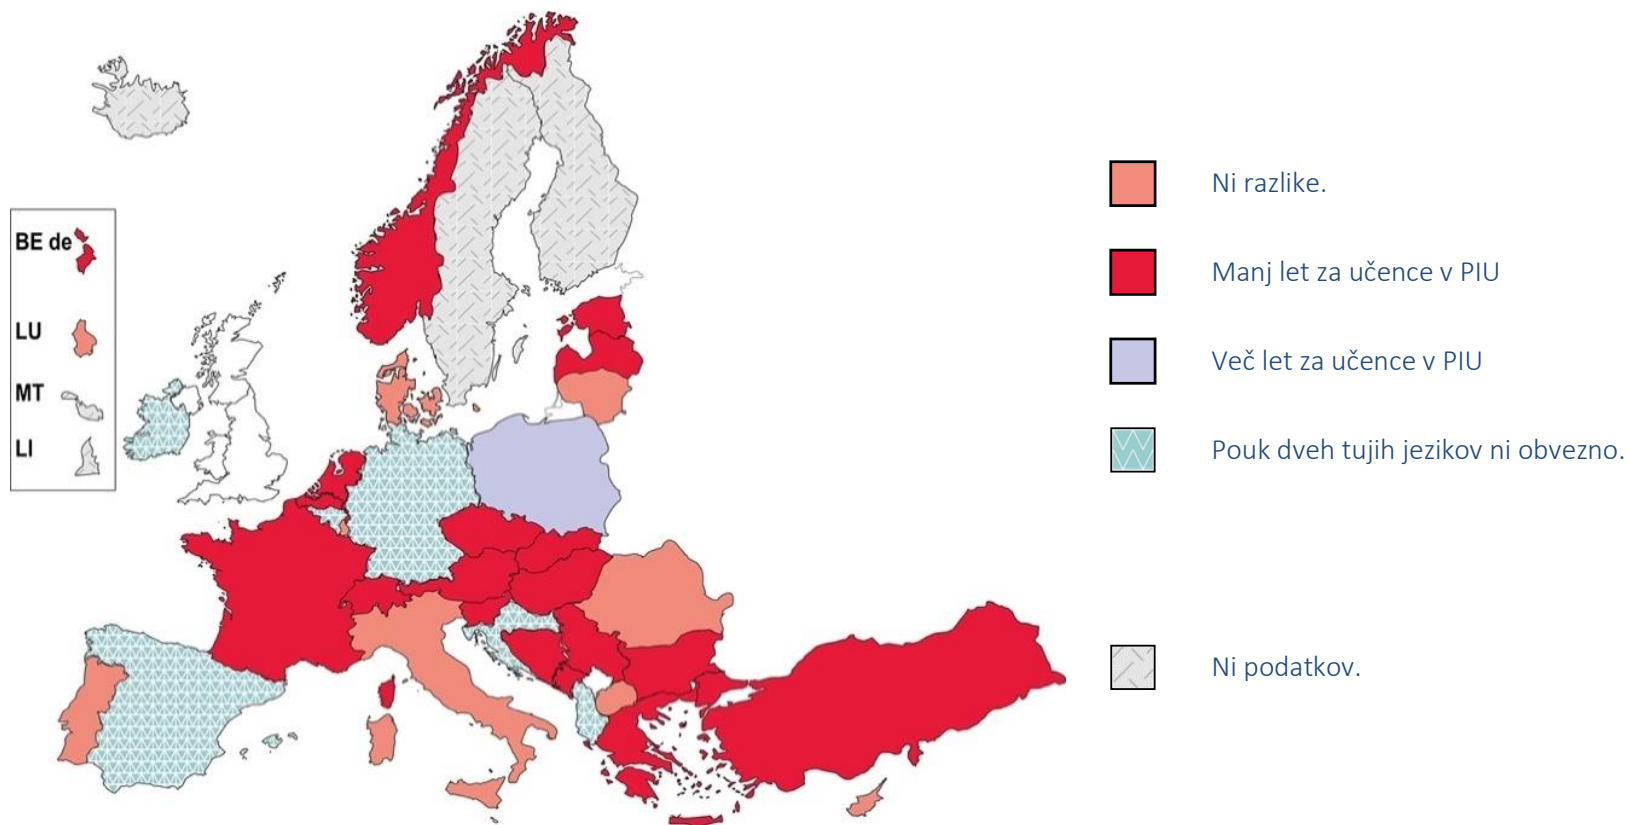 BE de
LU
MT
LI
Ni razlike.
Manj let za učence v PIU
Več let za učence v PIU
Pouk dveh tujih jezikov ni obvezno.
Ni podatkov.